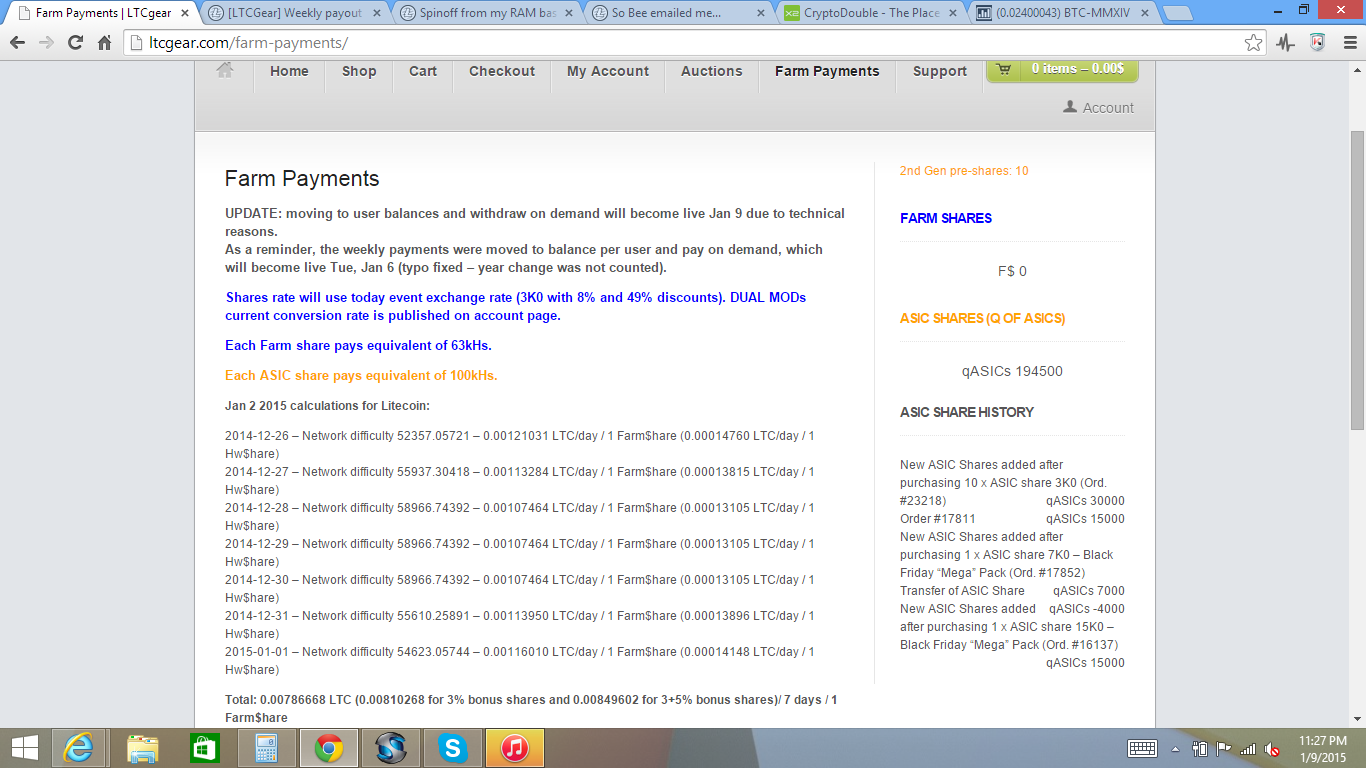 Farm Payments | LTCgear
[LTCGear] Weekly payout
Spinoff from my RAM bas
So Bee emailed me...
CryptoDouble - The Place
(0.02400043) BTC-MMXIV
ltcgear.com/farm-payments/
Home
Shop
Cart
Checkout
My Account
Auctions
Farm Payments
Support
0 items – 0.00$
Account
Farm Payments
UPDATE: moving to user balances and withdraw on demand will become live Jan 9 due to technical
reasons.
As a reminder, the weekly payments were moved to balance per user and pay on demand, which
will become live Tue, Jan 6 (typo fixed – year change was not counted).
Shares rate will use today event exchange rate (3K0 with 8% and 49% discounts). DUAL MODs
current conversion rate is published on account page.
Each Farm share pays equivalent of 63kHs.
Each ASIC share pays equivalent of 100kHs.
Jan 2 2015 calculations for Litecoin:
2014-12-26 – Network difficulty 52357.05721 – 0.00121031 LTC/day / 1 Farm$hare (0.00014760 LTC/day / 1
Hw$hare)
2014-12-27 – Network difficulty 55937.30418 – 0.00113284 LTC/day / 1 Farm$hare (0.00013815 LTC/day / 1
Hw$hare)
2014-12-28 – Network difficulty 58966.74392 – 0.00107464 LTC/day / 1 Farm$hare (0.00013105 LTC/day / 1
Hw$hare)
2014-12-29 – Network difficulty 58966.74392 – 0.00107464 LTC/day / 1 Farm$hare (0.00013105 LTC/day / 1
Hw$hare)
2014-12-30 – Network difficulty 58966.74392 – 0.00107464 LTC/day / 1 Farm$hare (0.00013105 LTC/day / 1
Hw$hare)
2014-12-31 – Network difficulty 55610.25891 – 0.00113950 LTC/day / 1 Farm$hare (0.00013896 LTC/day / 1
Hw$hare)
2015-01-01 – Network difficulty 54623.05744 – 0.00116010 LTC/day / 1 Farm$hare (0.00014148 LTC/day / 1
Hw$hare)
Total: 0.00786668 LTC (0.00810268 for 3% bonus shares and 0.00849602 for 3+5% bonus shares)/ 7 days / 1
Farm$hare
2nd Gen pre-shares: 10
FARM SHARES
F$ 0
ASIC SHARES (Q OF ASICS)
qASICs 194500
ASIC SHARE HISTORY
New ASIC Shares added after
purchasing 10 x ASIC share 3K0 (Ord.
#23218) qASICs 30000
Order #17811 qASICs 15000
New ASIC Shares added after
purchasing 1 x ASIC share 7K0 – Black
Friday “Mega” Pack (Ord. #17852)
Transfer of ASIC Share qASICs 7000
New ASIC Shares added qASICs -4000
after purchasing 1 x ASIC share 15K0 –
Black Friday “Mega” Pack (Ord. #16137)
qASICs 15000
11:27 PM
1/9/2015